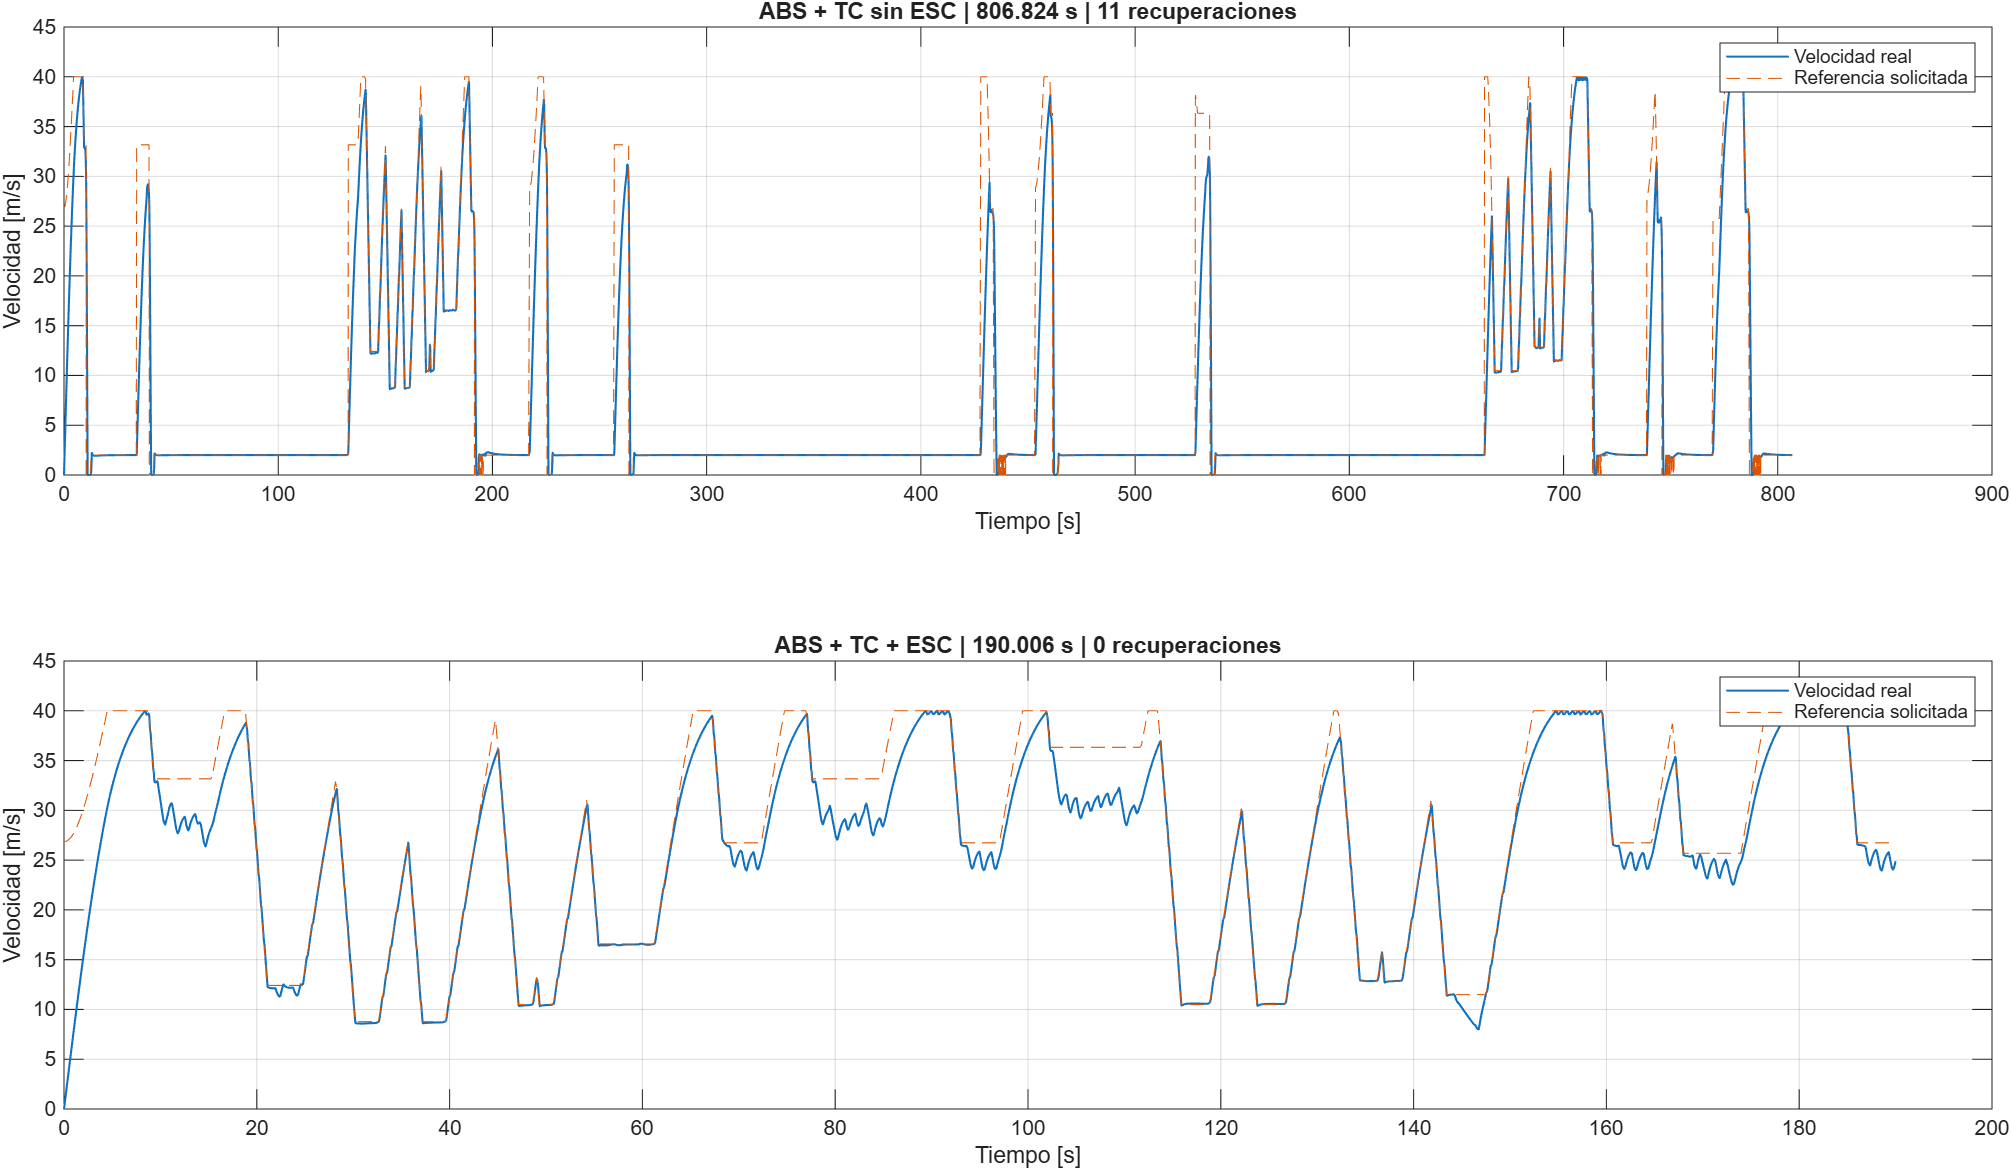 ABS + TC sin ESC | 806.824 s | 11 recuperaciones
Velocidad [m/s]
45
40
35
30
25
20
15
10
5
0
Velocidad real
Referencia solicitada
0 100 200 300 400 500 600 700 800 900
Tiempo [s]
ABS + TC + ESC | 190.006 s | 0 recuperaciones
Velocidad [m/s]
45
40
35
30
25
20
15
10
5
0
Velocidad real
Referencia solicitada
0 20 40 60 80 100 120 140 160 180 200
Tiempo [s]